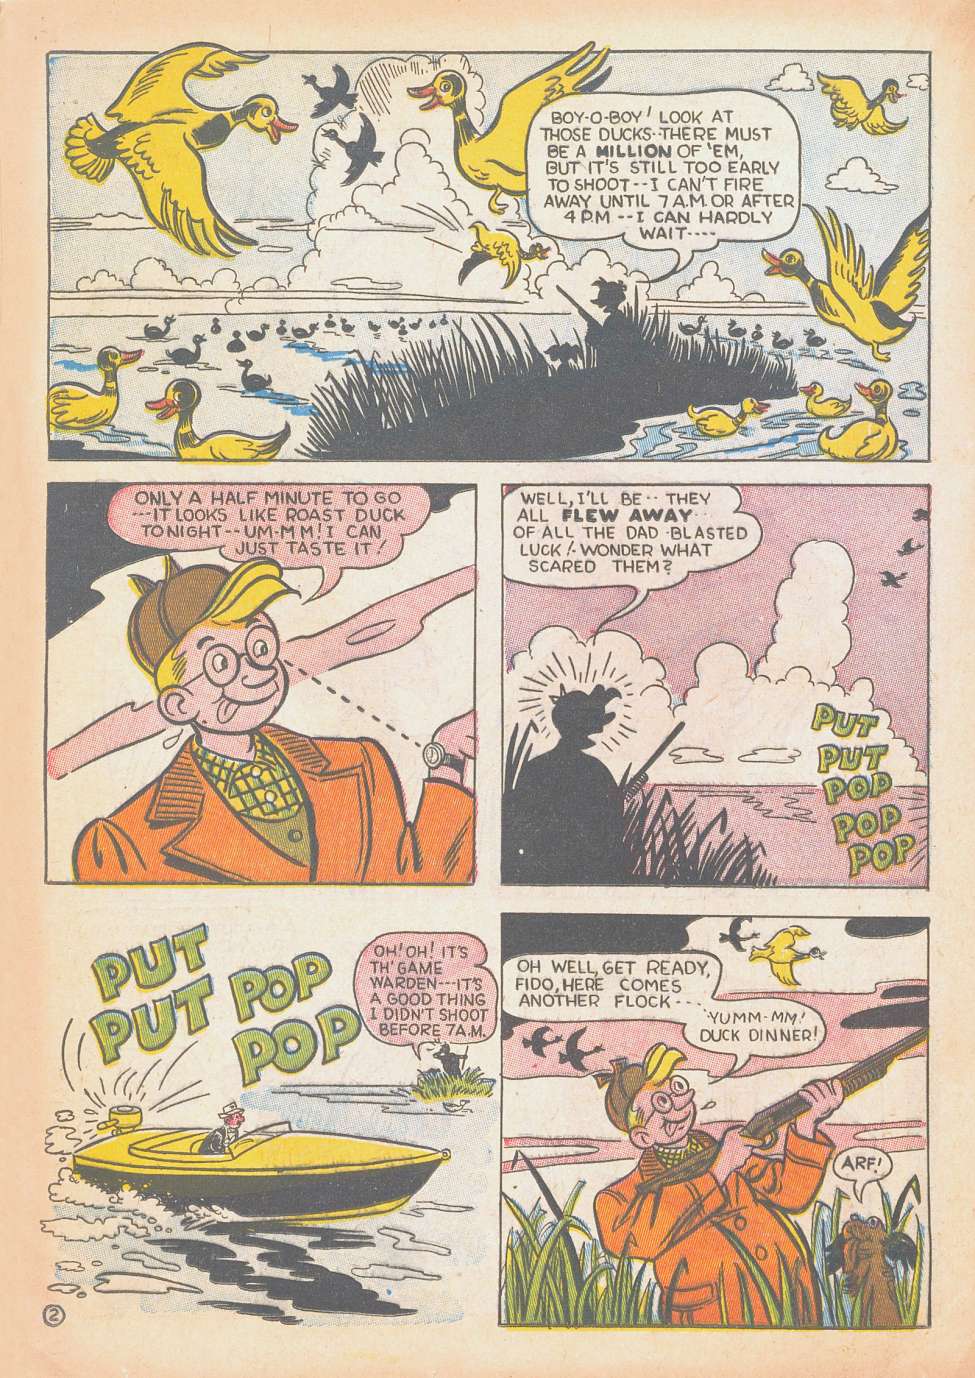 BOY-O-BOY! LOOK AT
THOSE DUCKS-THERE MUST
BE A MILLION OF 'EM,
BUT IT'S STILL TOO EARLY
TO SHOOT--I CAN'T FIRE
AWAY UNTIL 7 A.M. OR AFTER
4 PM--I CAN HARDLY
WAIT----
ONLY A HALF MINUTE TO GO
---IT LOOKS LIKE ROAST DUCK
TONIGHT--UM-MM! I CAN
JUST TASTE IT!
WELL, I'LL BE-- THEY
ALL FLEW AWAY--
OF ALL THE DAD-BLASTED
LUCK!-WONDER WHAT
SCARED THEM?
PUT
PUT
POP
POP
POP
PUT
PUT POP
POP
OH! OH! IT'S
TH' GAME
WARDEN---IT'S
A GOOD THING
I DIDN'T SHOOT
BEFORE 7A.M.
OH WELL, GET READY,
FIDO, HERE COMES
ANOTHER FLOCK----
YUMM-MM!
DUCK DINNER!
ARF!
2